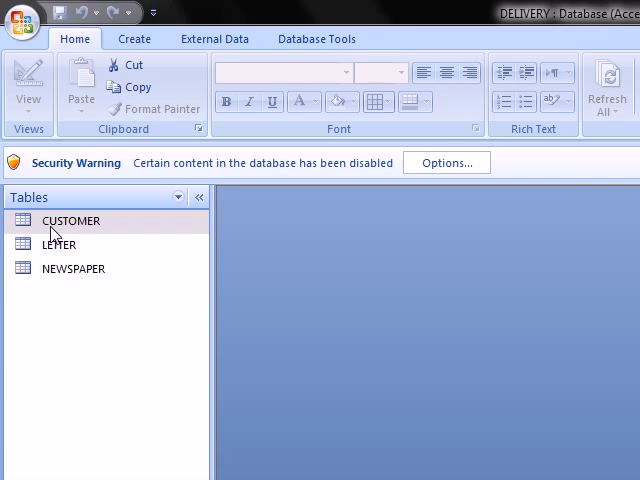 DELIVERY : Database (Acce
Home Create External Data Database Tools
View
Paste
Cut
Copy
Format Painter
B I U A
ab
Refresh
All
Views Clipboard Font Rich Text
Security Warning Certain content in the database has been disabled Options...
Tables «
CUSTOMER
LETTER
NEWSPAPER